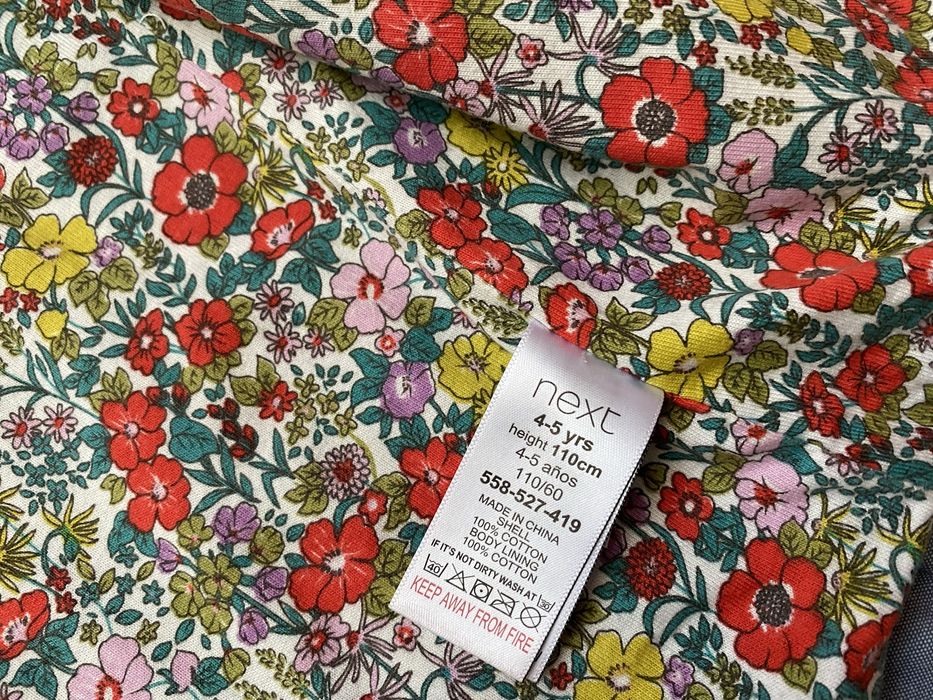 next
4-5 yrs
height 110cm
4-5 años
110/60
558-527-419
MADE IN CHINA
SHELL
100% COTTON
BODY LINING
100% COTTON
IF IT'S NOT DIRTY WASH AT 30
40
KEEP AWAY FROM FIRE